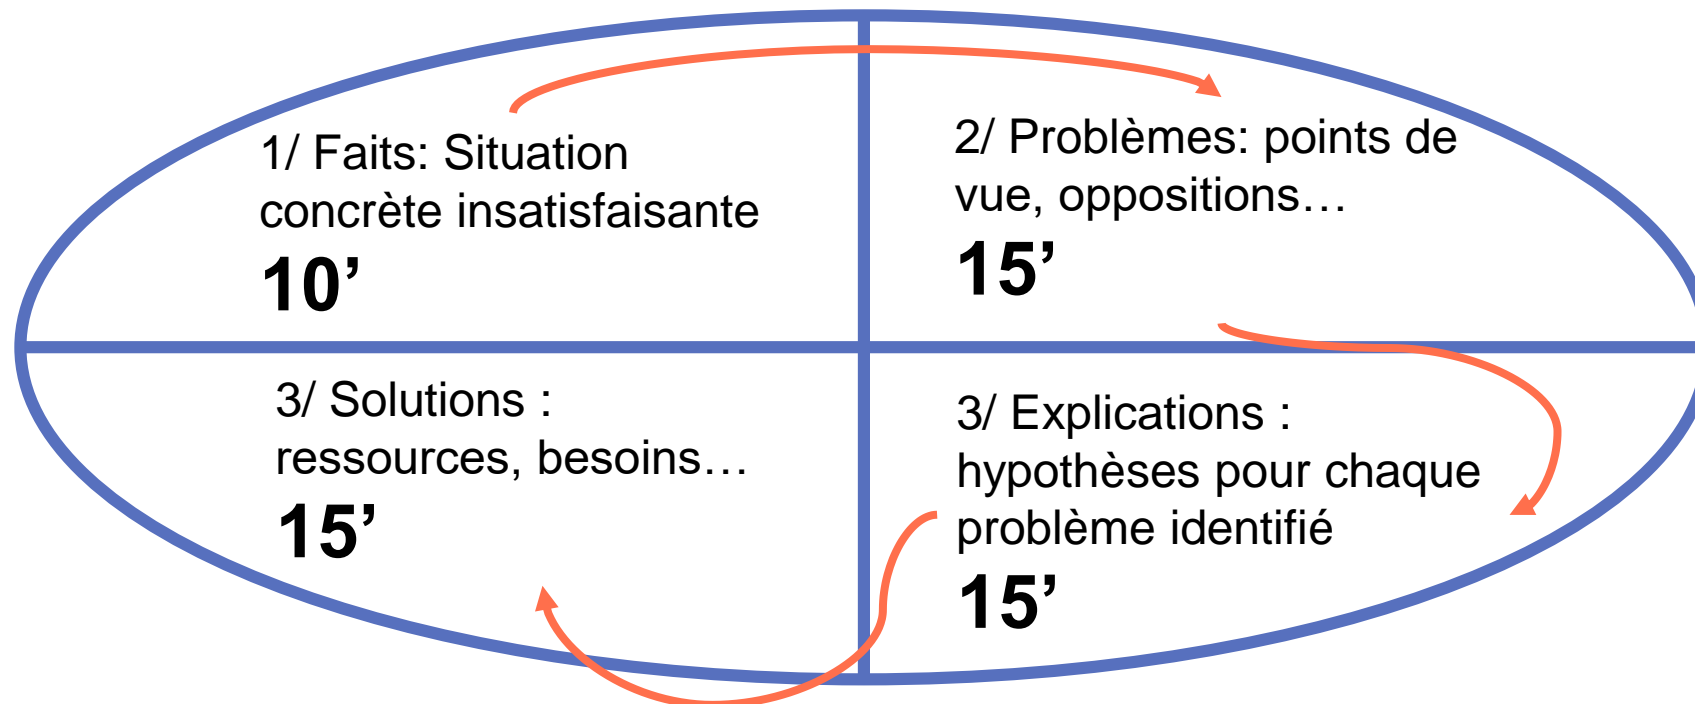 1/ Faits: Situation
concrète insatisfaisante
10’
2/ Problèmes: points de
vue, oppositions…
15’
3/ Explications :
hypothèses pour chaque
problème identifié
15’
3/ Solutions :
ressources, besoins…
15’